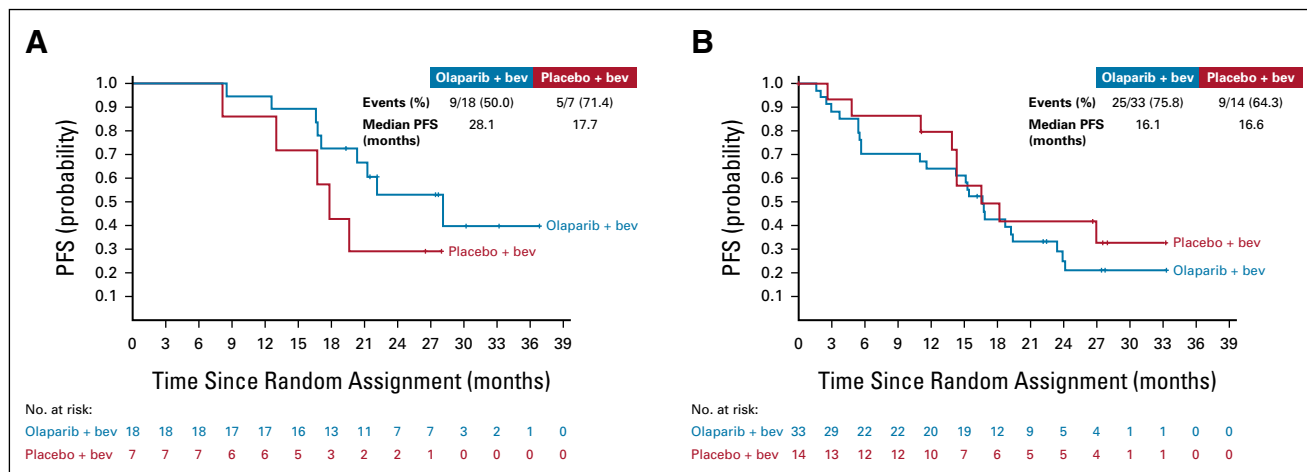 A
Olaparib + bev Placebo + bev
Events (%) 9/18 (50.0) 5/7 (71.4)
Median PFS (months) 28.1 17.7
PFS (probability)
1.0
0.9
0.8
0.7
0.6
0.5
0.4
0.3
0.2
0.1
Olaparib + bev
Placebo + bev
0 3 6 9 12 15 18 21 24 27 30 33 36 39
Time Since Random Assignment (months)
No. at risk:
Olaparib + bev 18 18 18 17 17 16 13 11 7 7 3 2 1 0
Placebo + bev 7 7 7 6 6 5 3 2 2 1 0 0 0 0
B
Olaparib + bev Placebo + bev
Events (%) 25/33 (75.8) 9/14 (64.3)
Median PFS (months) 16.1 16.6
PFS (probability)
1.0
0.9
0.8
0.7
0.6
0.5
0.4
0.3
0.2
0.1
Placebo + bev
Olaparib + bev
0 3 6 9 12 15 18 21 24 27 30 33 36 39
Time Since Random Assignment (months)
No. at risk:
Olaparib + bev 33 29 22 22 20 19 12 9 5 4 1 1 0 0
Placebo + bev 14 13 12 12 10 7 6 5 5 4 1 1 0 0